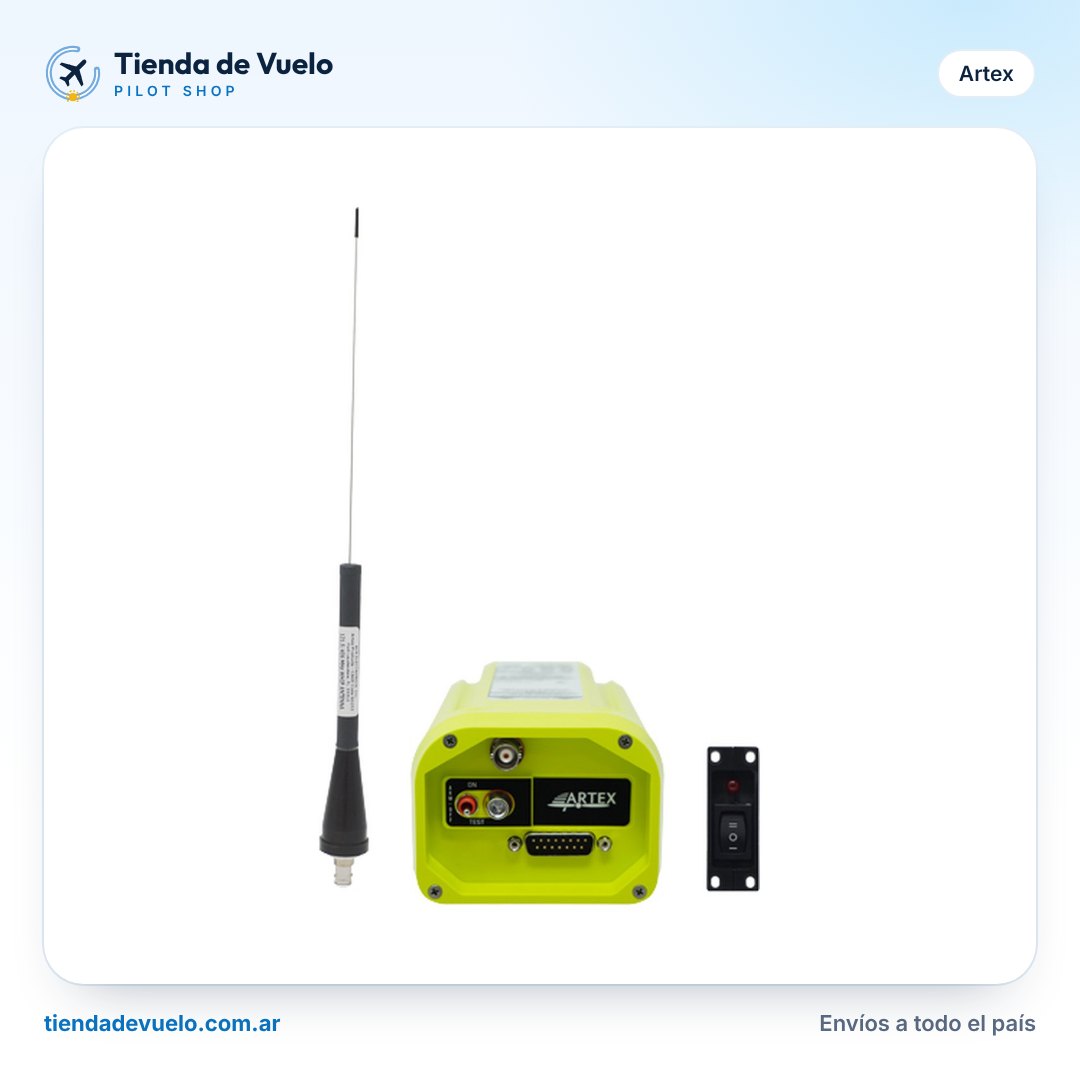 Tienda de Vuelo
PILOT SHOP
Artex
ON
ARTEX
TEST
tiendadevuelo.com.ar
Envíos a todo el país